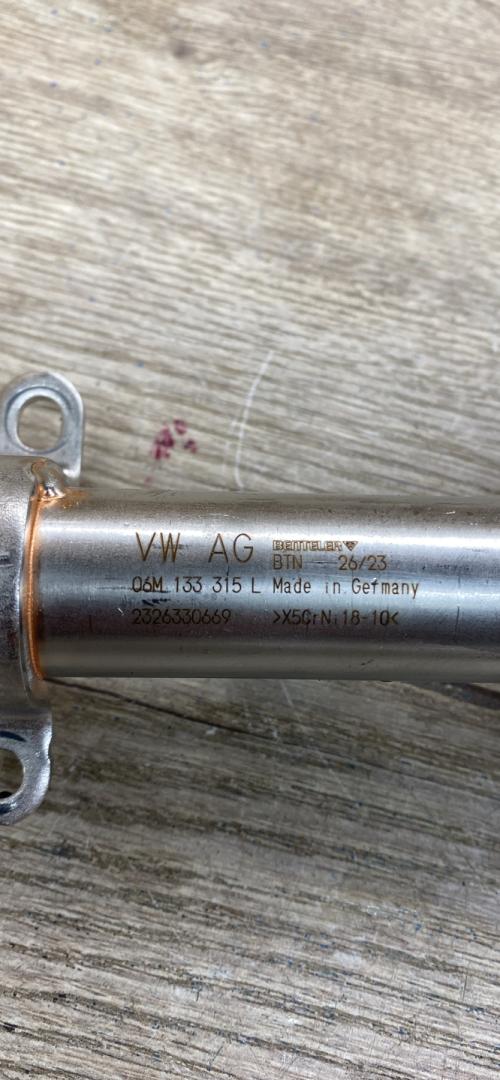 VW AG BENTELER
BTN 26/23
06M 133 315 L Made in Germany
2326330669 >X5CrNi18-10<